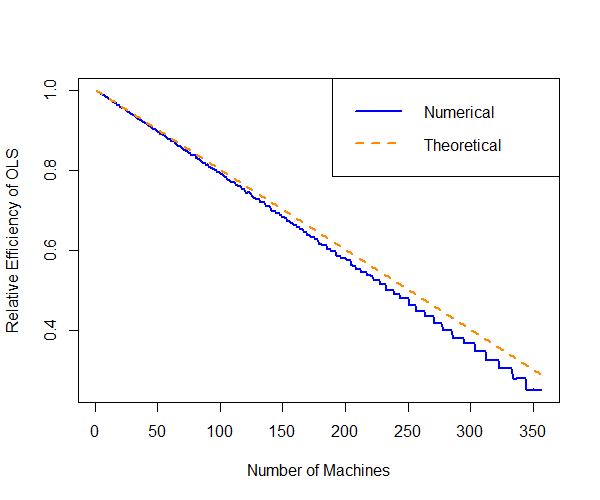 Numerical
Theoretical
Relative Efficiency of OLS
1.0
0.8
0.6
0.4
0 50 100 150 200 250 300 350
Number of Machines